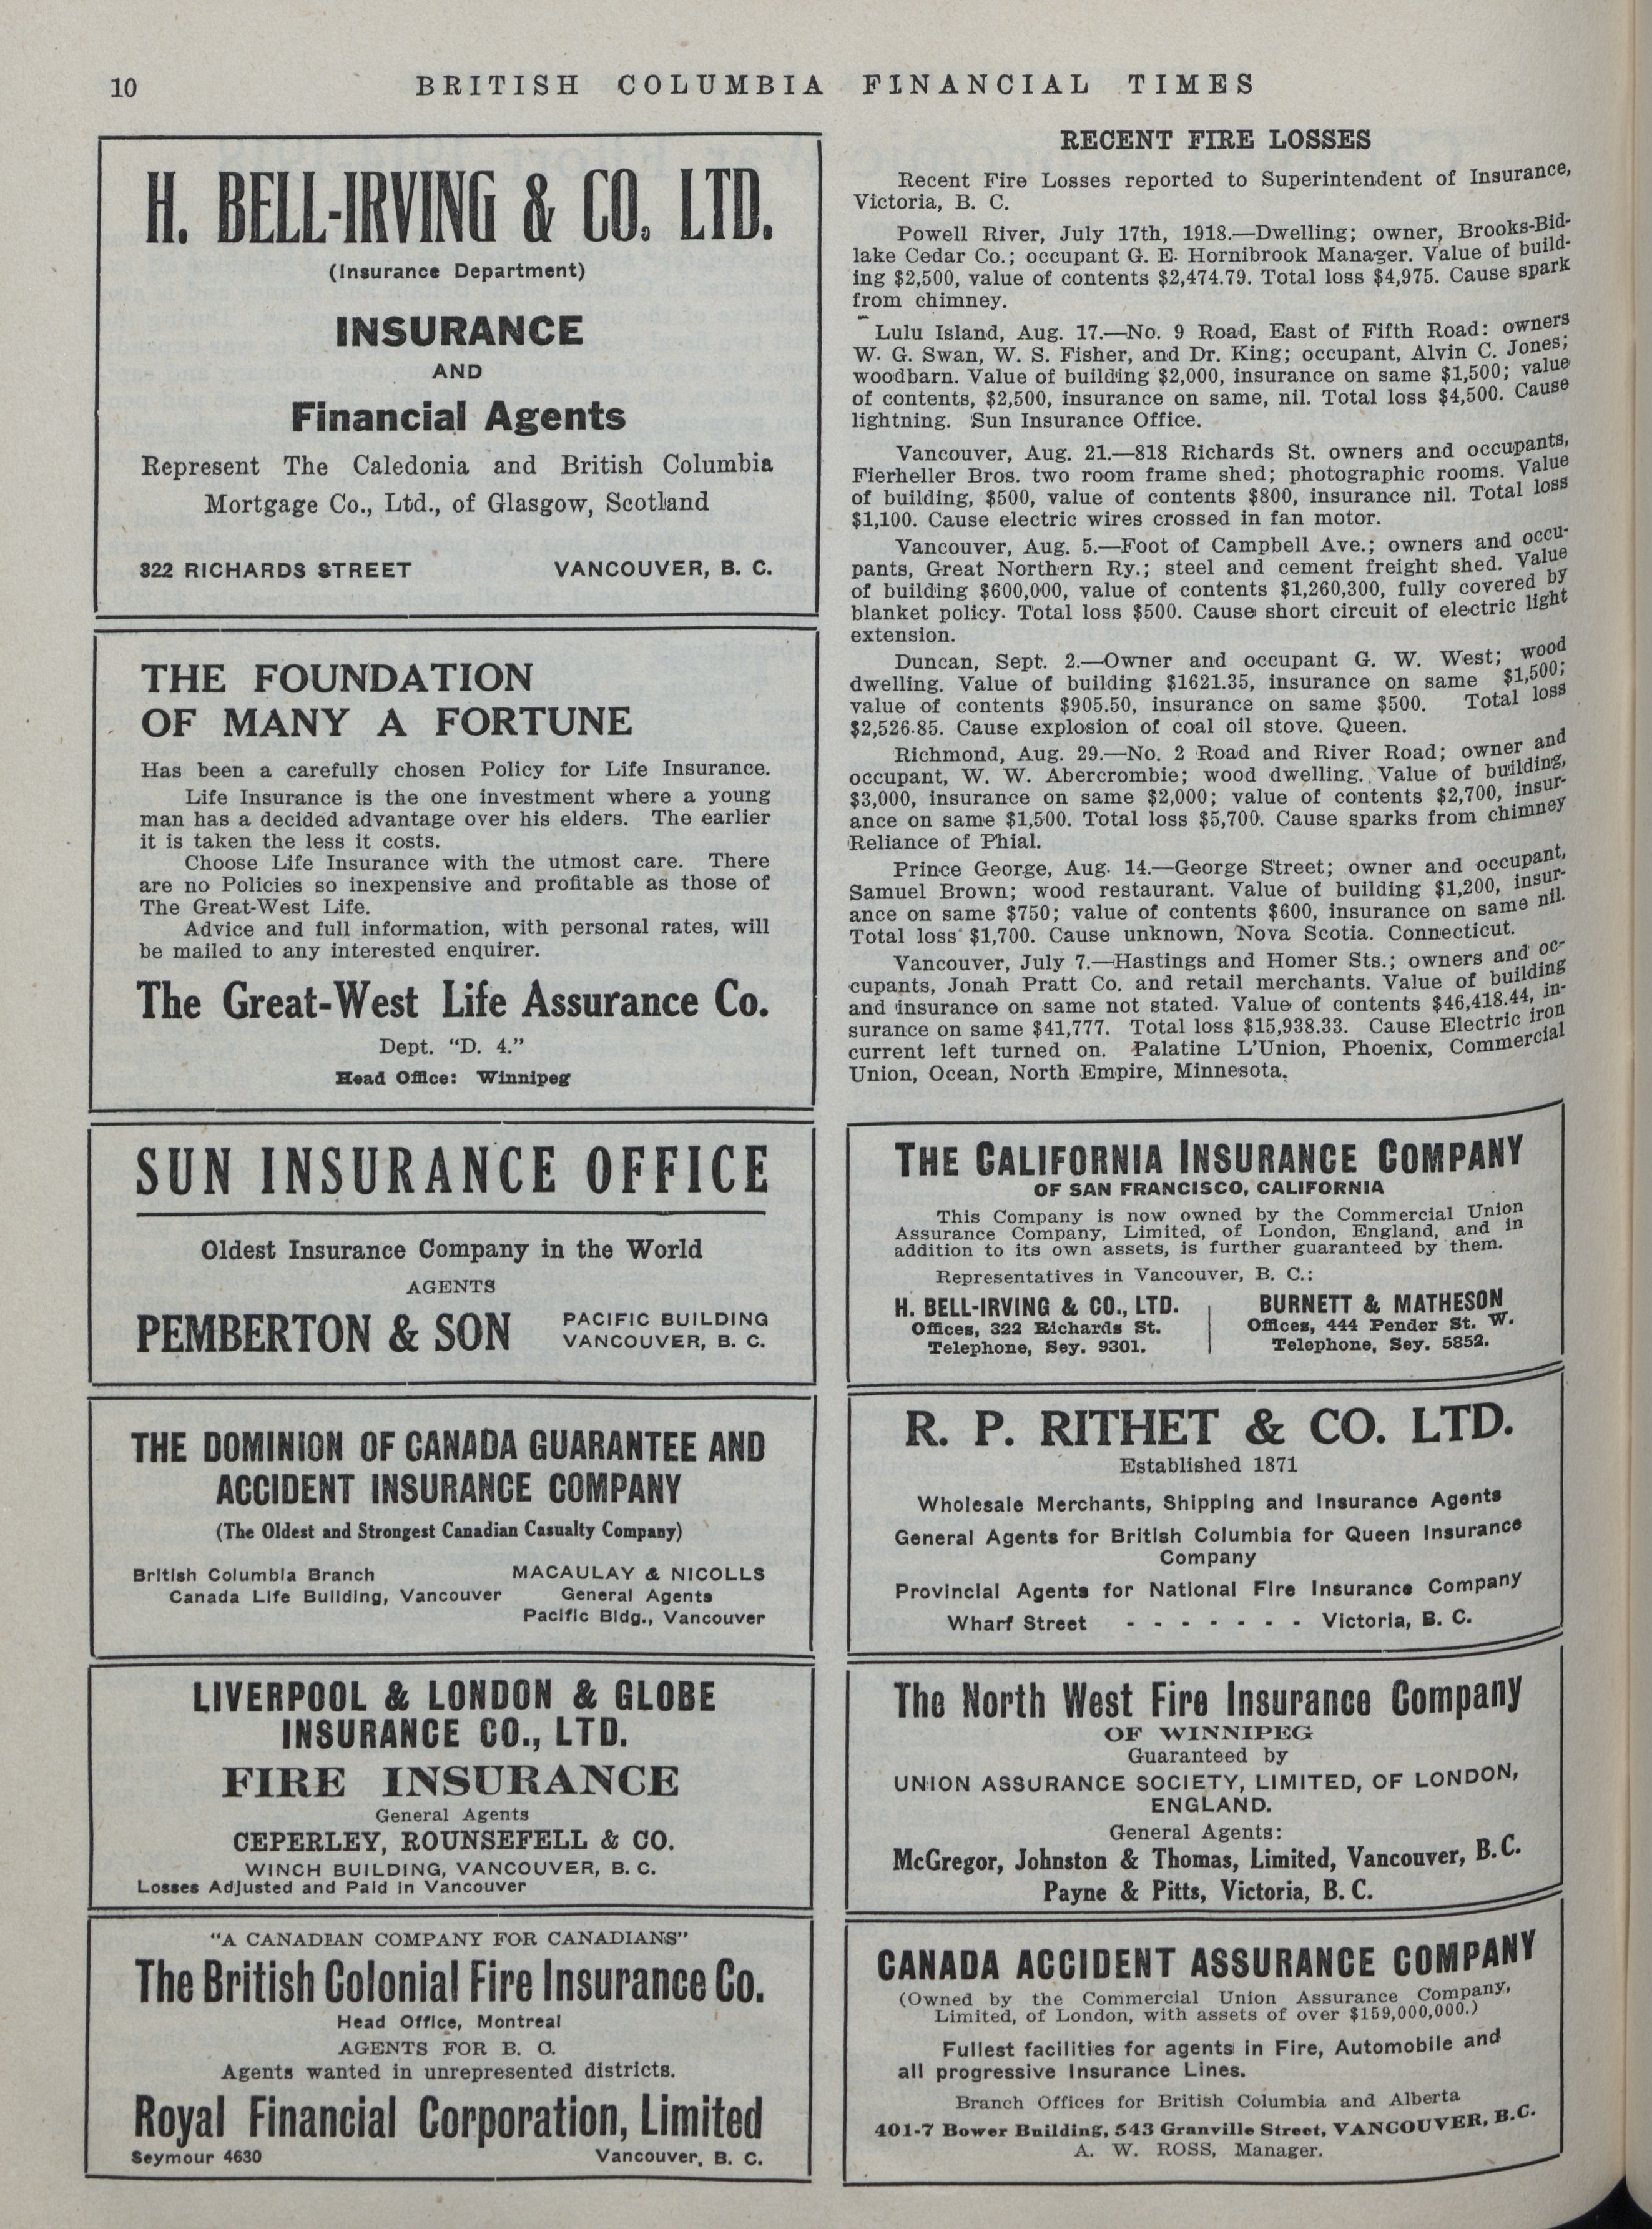 10
BRITISH COLUMBIA FINANCIAL TIMES
H. BELL-IRVING & CO. LTD.
(Insurance Department)
INSURANCE
AND
Financial Agents
Represent The Caledonia and British Columbia
Mortgage Co., Ltd., of Glasgow, Scotland
322 RICHARDS STREET VANCOUVER, B. C.
THE FOUNDATION
OF MANY A FORTUNE
Has been a carefully chosen Policy for Life Insurance.
Life Insurance is the one investment where a young
man has a decided advantage over his elders. The earlier
it is taken the less it costs.
Choose Life Insurance with the utmost care. There
are no Policies so inexpensive and profitable as those of
The Great-West Life.
Advice and full information, with personal rates, will
be mailed to any interested enquirer.
The Great-West Life Assurance Co.
Dept. "D. 4."
Head Office: Winnipeg
SUN INSURANCE OFFICE
Oldest Insurance Company in the World
AGENTS
PEMBERTON & SON
PACIFIC BUILDING
VANCOUVER, B. C.
THE DOMINION OF CANADA GUARANTEE AND
ACCIDENT INSURANCE COMPANY
(The Oldest and Strongest Canadian Casualty Company)
British Columbia Branch
Canada Life Building, Vancouver
MACAULAY & NICOLLS
General Agents
Pacific Bldg., Vancouver
LIVERPOOL & LONDON & GLOBE
INSURANCE CO., LTD.
FIRE INSURANCE
General Agents
CEPERLEY, ROUNSEFELL & CO.
WINCH BUILDING, VANCOUVER, B. C.
Losses Adjusted and Paid in Vancouver
"A CANADIAN COMPANY FOR CANADIANS"
The British Colonial Fire Insurance Co.
Head Office, Montreal
AGENTS FOR B. C.
Agents wanted in unrepresented districts.
Royal Financial Corporation, Limited
Seymour 4630 Vancouver, B. C.
RECENT FIRE LOSSES
Recent Fire Losses reported to Superintendent of Insurance,
Victoria, B. C.
Powell River, July 17th, 1918.—Dwelling; owner, Brooks-Bid-
lake Cedar Co.; occupant G. E. Hornibrook Manager. Value of build-
ing $2,500, value of contents $2,474.79. Total loss $4,975. Cause spark
from chimney.
Lulu Island, Aug. 17.—No. 9 Road, East of Fifth Road: owners
W. G. Swan, W. S. Fisher, and Dr. King; occupant, Alvin C. Jones;
woodbarn. Value of building $2,000, insurance on same $1,500; value
of contents, $2,500, insurance on same, nil. Total loss $4,500. Cause
lightning. Sun Insurance Office.
Vancouver, Aug. 21.—818 Richards St. owners and occupants,
Fierheller Bros. two room frame shed; photographic rooms. Value
of building, $500, value of contents $800, insurance nil. Total loss
$1,100. Cause electric wires crossed in fan motor.
Vancouver, Aug. 5.—Foot of Campbell Ave.; owners and occu-
pants, Great Northern Ry.; steel and cement freight shed. Value
of building $600,000, value of contents $1,260,300, fully covered by
blanket policy. Total loss $500. Cause short circuit of electric light
extension.
Duncan, Sept. 2.—Owner and occupant G. W. West; wood
dwelling. Value of building $1621.35, insurance on same $1,500;
value of contents $905.50, insurance on same $500. Total loss
$2,526.85. Cause explosion of coal oil stove. Queen.
Richmond, Aug. 29.—No. 2 Road and River Road; owner and
occupant, W. W. Abercrombie; wood dwelling. Value of building,
$3,000, insurance on same $2,000; value of contents $2,700, insur-
ance on same $1,500. Total loss $5,700. Cause sparks from chimney
Reliance of Phial.
Prince George, Aug. 14.—George Street; owner and occupant,
Samuel Brown; wood restaurant. Value of building $1,200, insur-
ance on same $750; value of contents $600, insurance on same nil.
Total loss $1,700. Cause unknown, Nova Scotia. Connecticut.
Vancouver, July 7.—Hastings and Homer Sts.; owners and oc-
cupants, Jonah Pratt Co. and retail merchants. Value of building
and insurance on same not stated. Value of contents $46,418.44, in-
surance on same $41,777. Total loss $15,938.33. Cause Electric iron
current left turned on. Palatine L'Union, Phoenix, Commercial
Union, Ocean, North Empire, Minnesota.
THE CALIFORNIA INSURANCE COMPANY
OF SAN FRANCISCO, CALIFORNIA
This Company is now owned by the Commercial Union
Assurance Company, Limited, of London, England, and in
addition to its own assets, is further guaranteed by them.
Representatives in Vancouver, B. C.:
H. BELL-IRVING & CO., LTD.
Offices, 322 Richards St.
Telephone, Sey. 9301.
BURNETT & MATHESON
Offices, 444 Pender St. W.
Telephone, Sey. 5852.
R. P. RITHET & CO. LTD.
Established 1871
Wholesale Merchants, Shipping and Insurance Agents
General Agents for British Columbia for Queen Insurance
Company
Provincial Agents for National Fire Insurance Company
Wharf Street - - - - - - - Victoria, B. C.
The North West Fire Insurance Company
OF WINNIPEG
Guaranteed by
UNION ASSURANCE SOCIETY, LIMITED, OF LONDON,
ENGLAND.
General Agents:
McGregor, Johnston & Thomas, Limited, Vancouver, B.C.
Payne & Pitts, Victoria, B. C.
CANADA ACCIDENT ASSURANCE COMPANY
(Owned by the Commercial Union Assurance Company,
Limited, of London, with assets of over $159,000,000.)
Fullest facilities for agents in Fire, Automobile and
all progressive Insurance Lines.
Branch Offices for British Columbia and Alberta
401-7 Bower Building, 543 Granville Street, VANCOUVER, B.C.
A. W. ROSS, Manager.